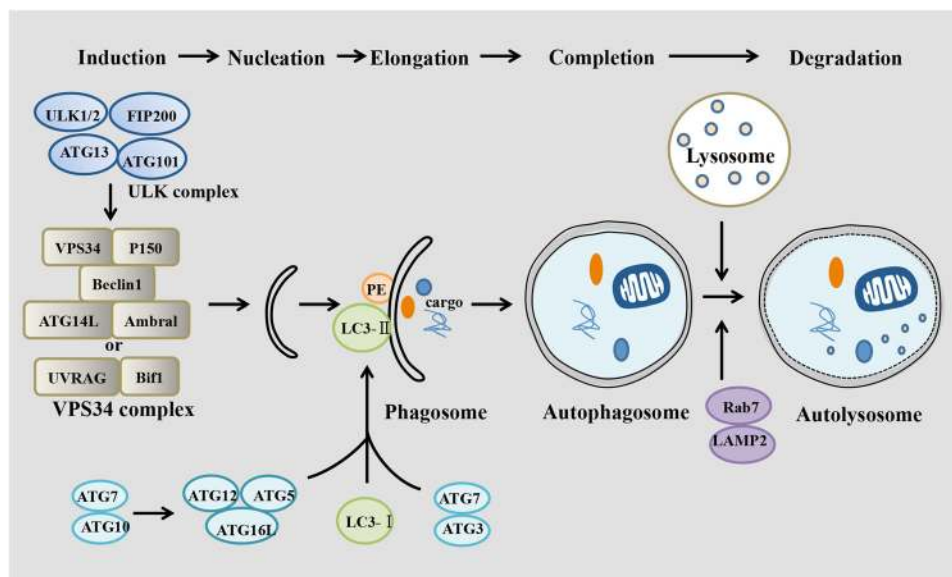 Induction Nucleation Elongation Completion Degradation
ULK1/2 FIP200
ATG13 ATG101
ULK complex
VPS34 P150
Beclin1
ATG14L Ambral
or
UVRAG Bif1
VPS34 complex
PE
LC3-Ⅱ
cargo
Phagosome
Lysosome
Autophagosome
Rab7
LAMP2
Autolysosome
ATG7
ATG10
ATG12 ATG5
ATG16L
LC3-Ⅰ
ATG7
ATG3